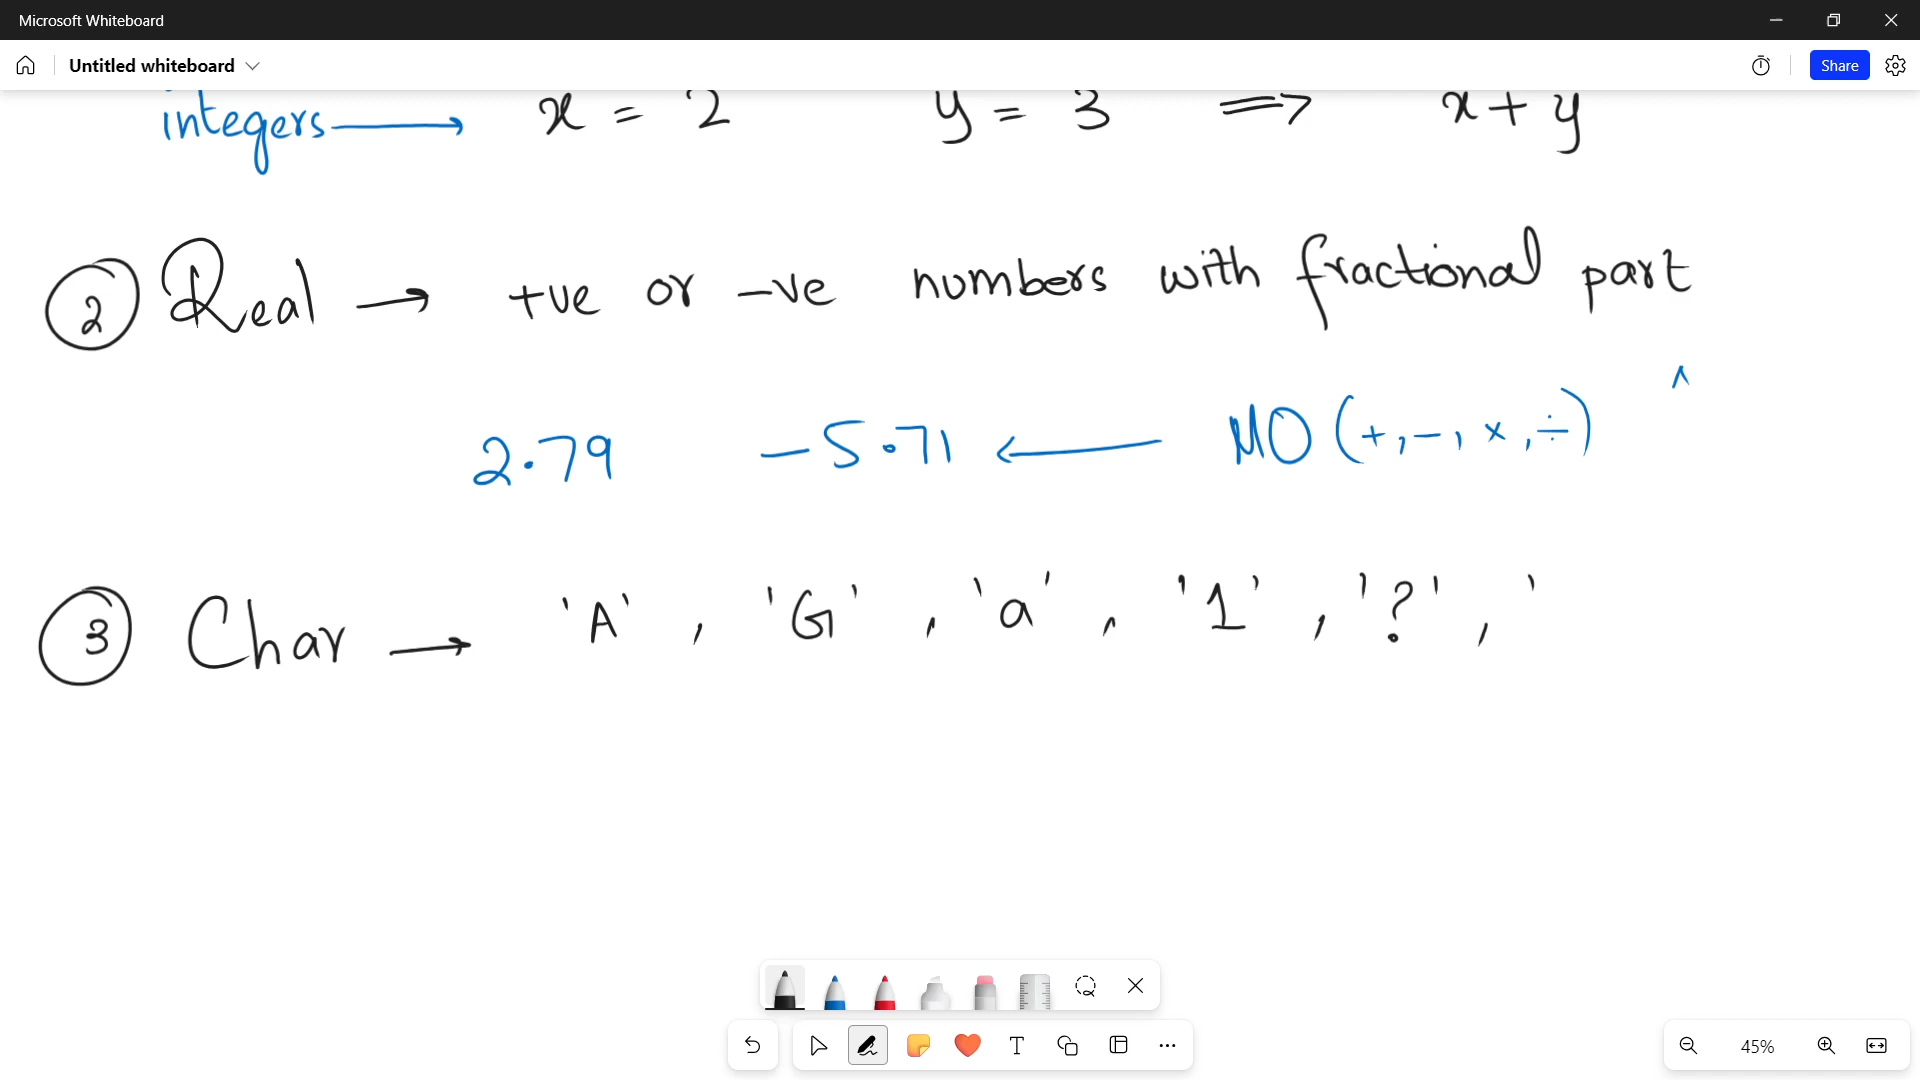 Microsoft Whiteboard
Untitled whiteboard
Share
integers → x = 2 y = 3 ⇒ x + y
② Real → +ve or -ve numbers with fractional part
^
2.79 -5.71 ← MO (+, -, ×, ÷)
③ Char → 'A', 'G', 'a', '1', '?', '
45%